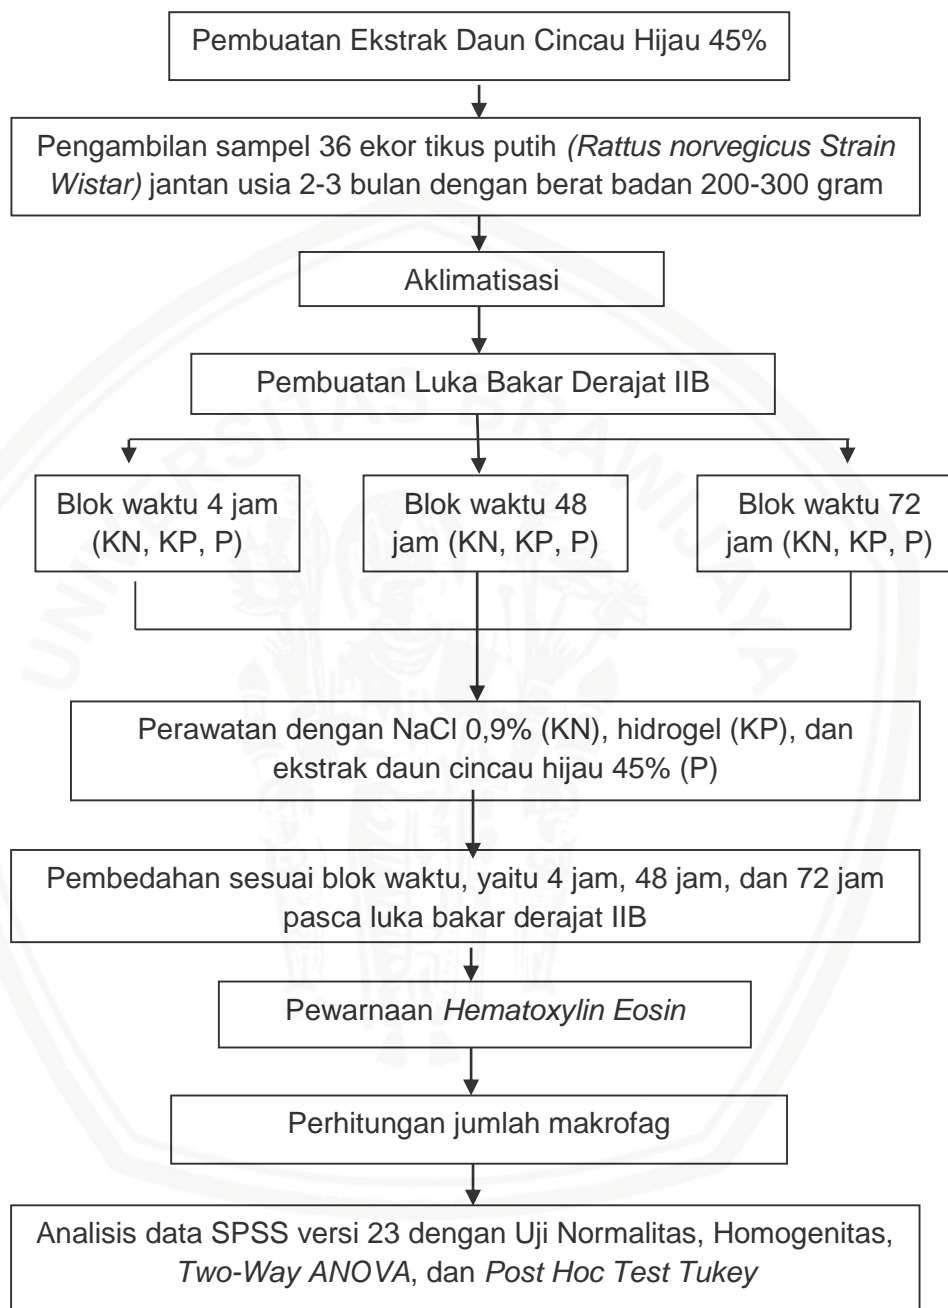 Pembuatan Ekstrak Daun Cincau Hijau 45%
Pengambilan sampel 36 ekor tikus putih (Rattus norvegicus Strain
Wistar) jantan usia 2-3 bulan dengan berat badan 200-300 gram
Aklimatisasi
Pembuatan Luka Bakar Derajat IIB
Blok waktu 4 jam
(KN, KP, P)
Blok waktu 48
jam (KN, KP, P)
Blok waktu 72
jam (KN, KP, P)
Perawatan dengan NaCl 0,9% (KN), hidrogel (KP), dan
ekstrak daun cincau hijau 45% (P)
Pembedahan sesuai blok waktu, yaitu 4 jam, 48 jam, dan 72 jam
pasca luka bakar derajat IIB
Pewarnaan Hematoxylin Eosin
Perhitungan jumlah makrofag
Analisis data SPSS versi 23 dengan Uji Normalitas, Homogenitas,
Two-Way ANOVA, dan Post Hoc Test Tukey
UNIVERSITAS BRAWIJAYA